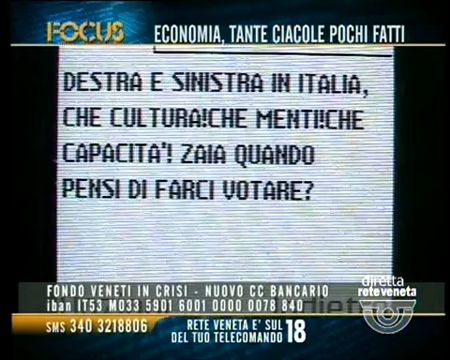 FOCUS
ECONOMIA, TANTE CIACOLE POCHI FATTI
DESTRA E SINISTRA IN ITALIA,
CHE CULTURA!CHE MENTI!CHE
CAPACITA'! ZAIA QUANDO
PENSI DI FARCI VOTARE?
FONDO VENETI IN CRISI - NUOVO CC BANCARIO
iban IT53 M033 5901 6001 0000 0078 840
diretta
reteveneta
SMS 340 3218806
RETE VENETA E' SUL
DEL TUO TELECOMANDO 18